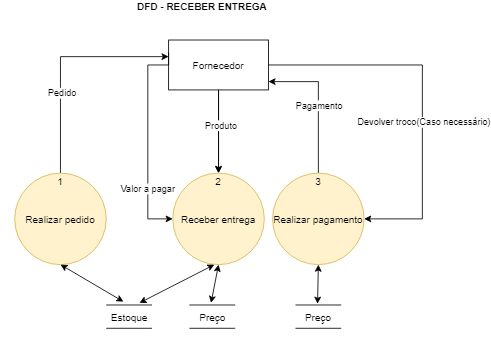 DFD - RECEBER ENTREGA
Fornecedor
Pedido
Pagamento
Produto
Devolver troco(Caso necessário)
Valor a pagar
1
Realizar pedido
2
Receber entrega
3
Realizar pagamento
Estoque
Preço
Preço